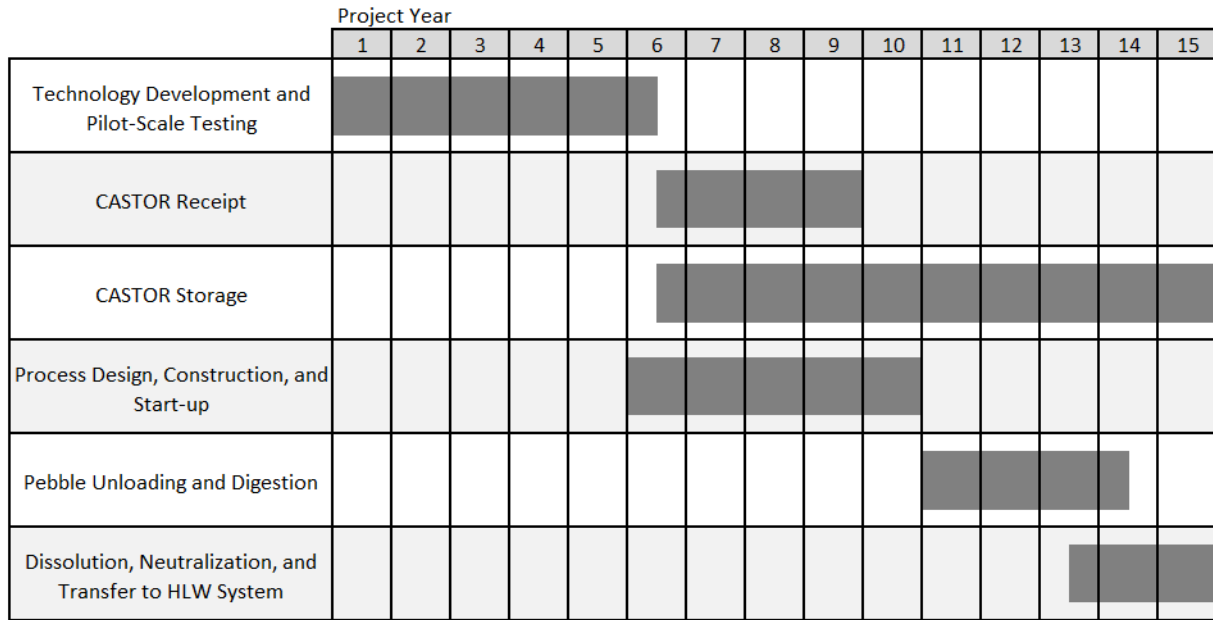 Project Year
1 2 3 4 5 6 7 8 9 10 11 12 13 14 15
Technology Development and
Pilot-Scale Testing
CASTOR Receipt
CASTOR Storage
Process Design, Construction, and
Start-up
Pebble Unloading and Digestion
Dissolution, Neutralization, and
Transfer to HLW System